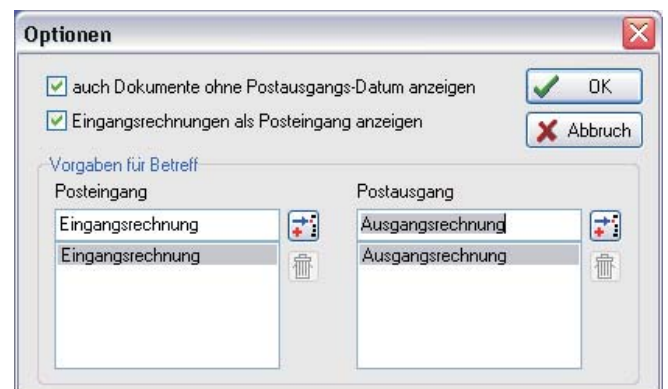 Optionen
auch Dokumente ohne Postausgangs-Datum anzeigen
OK
Eingangsrechnungen als Posteingang anzeigen
Abbruch
Vorgaben für Betreff
Posteingang
Postausgang
Eingangsrechnung
Ausgangsrechnung
Eingangsrechnung
Ausgangsrechnung